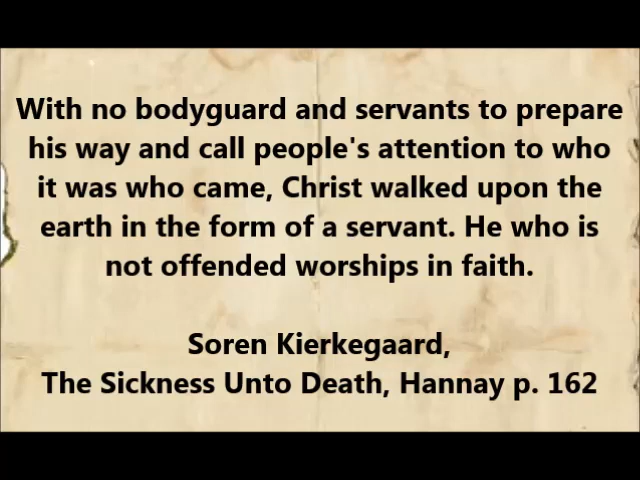 With no bodyguard and servants to prepare
his way and call people's attention to who
it was who came, Christ walked upon the
earth in the form of a servant. He who is
not offended worships in faith.
Soren Kierkegaard,
The Sickness Unto Death, Hannay p. 162